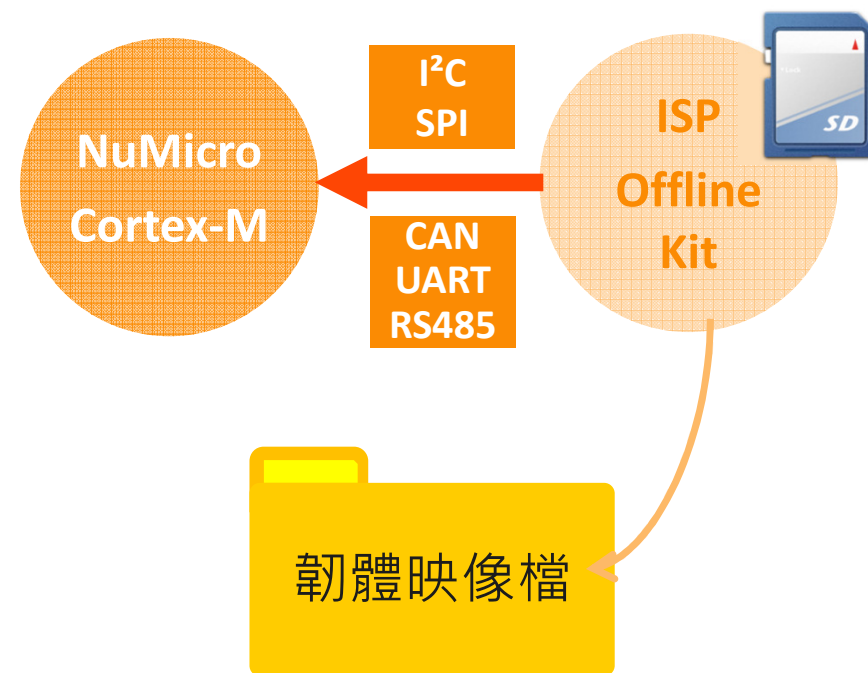 NuMicro
Cortex-M
I²C
SPI
CAN
UART
RS485
ISP
Offline
Kit
SD
韌體映像檔